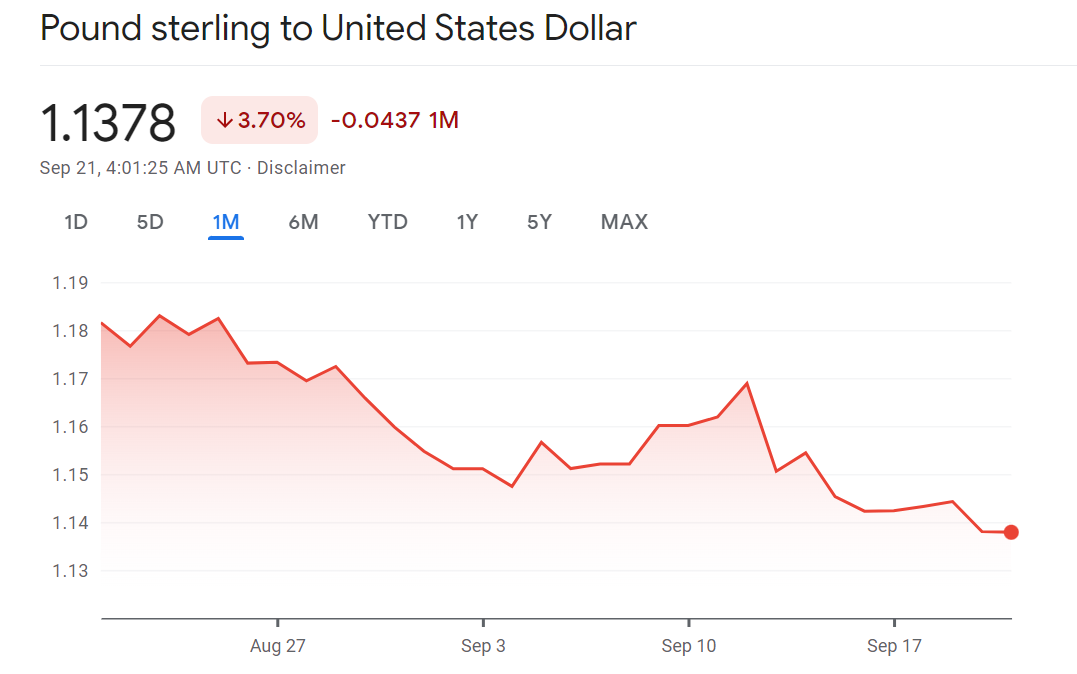 Pound sterling to United States Dollar
1.1378 ↓3.70% -0.0437 1M
Sep 21, 4:01:25 AM UTC · Disclaimer
1D 5D 1M 6M YTD 1Y 5Y MAX
1.19
1.18
1.17
1.16
1.15
1.14
1.13
Aug 27 Sep 3 Sep 10 Sep 17